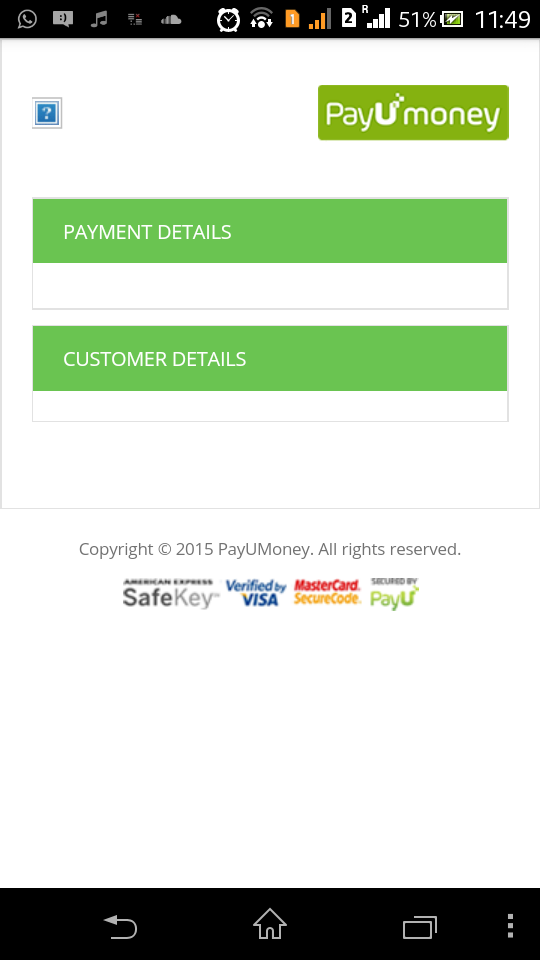 1 2 R 51% 11:49
PayUmoney
PAYMENT DETAILS
CUSTOMER DETAILS
Copyright © 2015 PayUMoney. All rights reserved.
AMERICAN EXPRESS
SafeKey
Verified by
VISA
MasterCard.
SecureCode.
SECURED BY
PayU